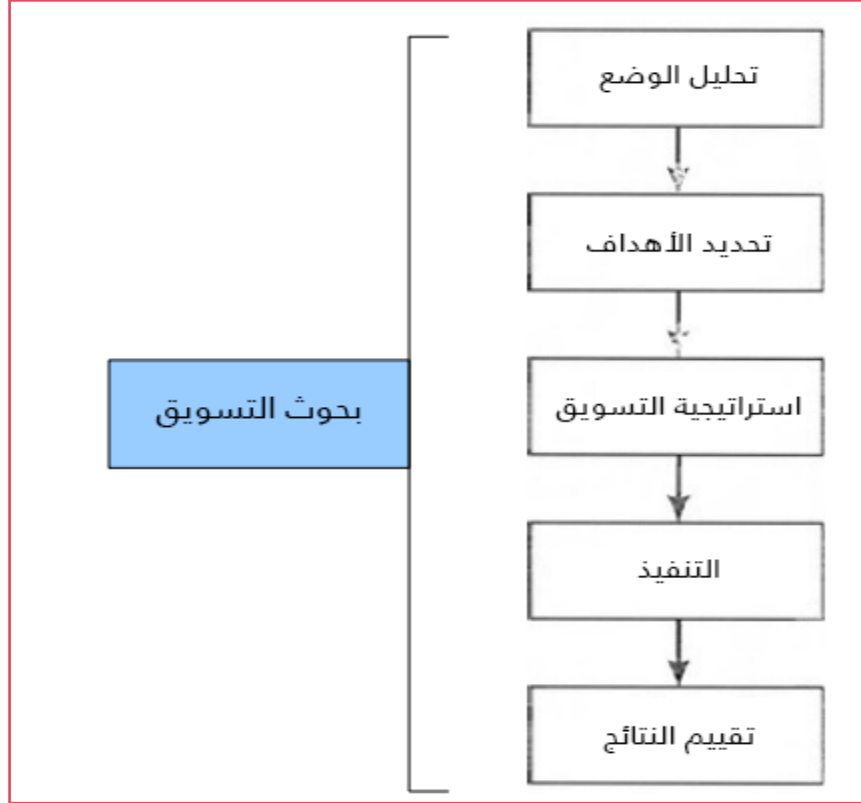 تحليل الوضع
تحديد الأهداف
استراتيجية التسويق
بحوث التسويق
التنفيذ
تقييم النتائج